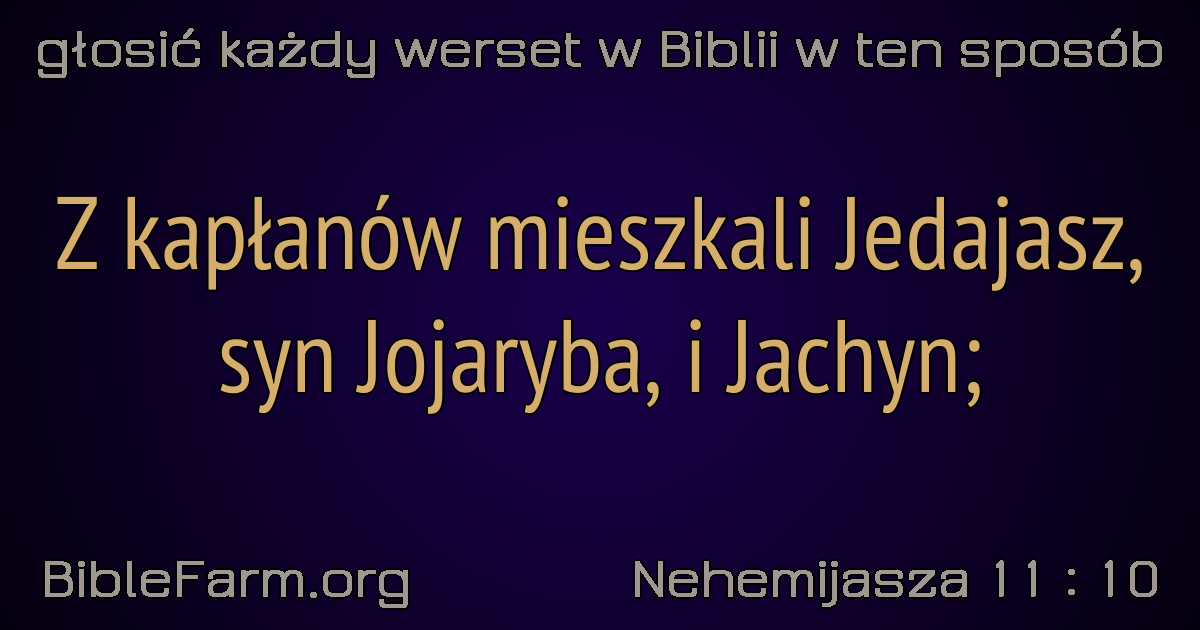 głosić każdy werset w Biblii w ten sposób
Z kapłanów mieszkali Jedajasz,
syn Jojaryba, i Jachyn;
BibleFarm.org
Nehemijasza 11 : 10